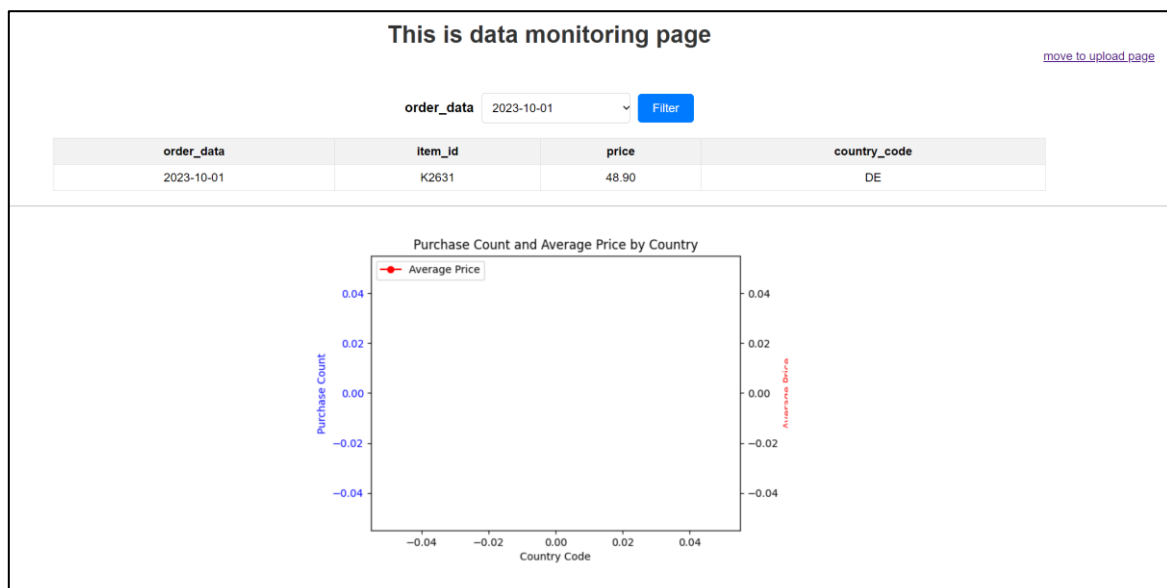 This is data monitoring page
move to upload page
order_data 2023-10-01 Filter
order_data item_id price country_code
2023-10-01 K2631 48.90 DE
Purchase Count and Average Price by Country
Average Price
0.04 0.04
0.02 0.02
Purchase Count
0.00 0.00
Average Price
−0.02 −0.02
−0.04 −0.04
−0.04 −0.02 0.00 0.02 0.04
Country Code